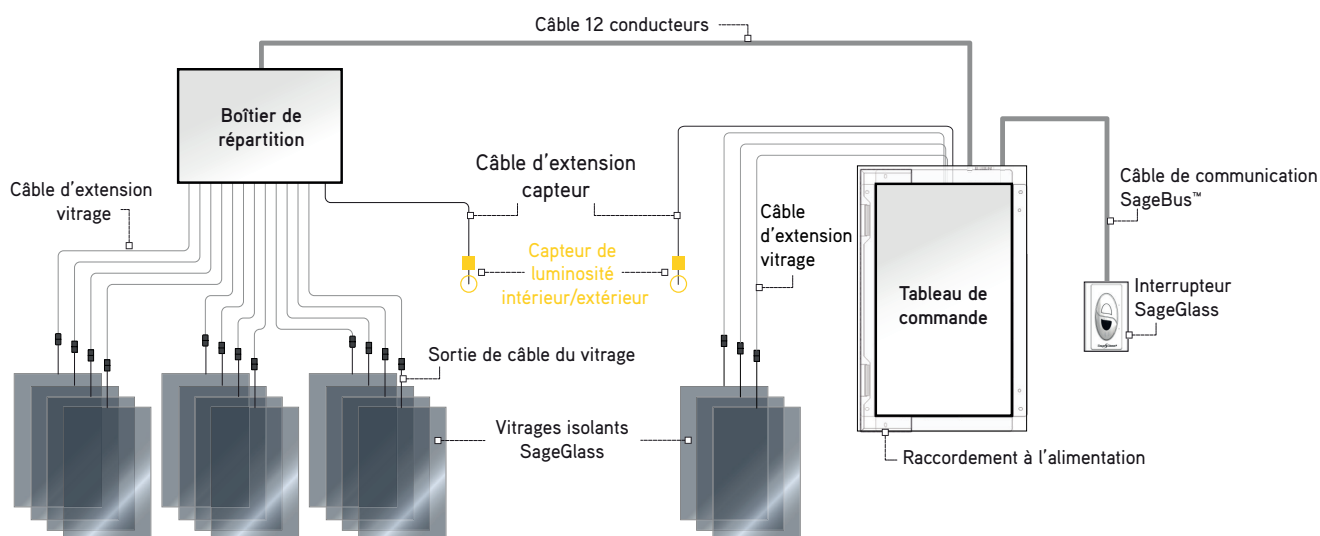 Câble 12 conducteurs
Boîtier de
répartition
Câble d'extension
vitrage
Câble d'extension
capteur
Capteur de
luminosité
intérieur/extérieur
Câble
d'extension
vitrage
Câble de communication
SageBus™
Tableau de
commande
Interrupteur
SageGlass
Sortie de câble du vitrage
Vitrages isolants
SageGlass
Raccordement à l'alimentation